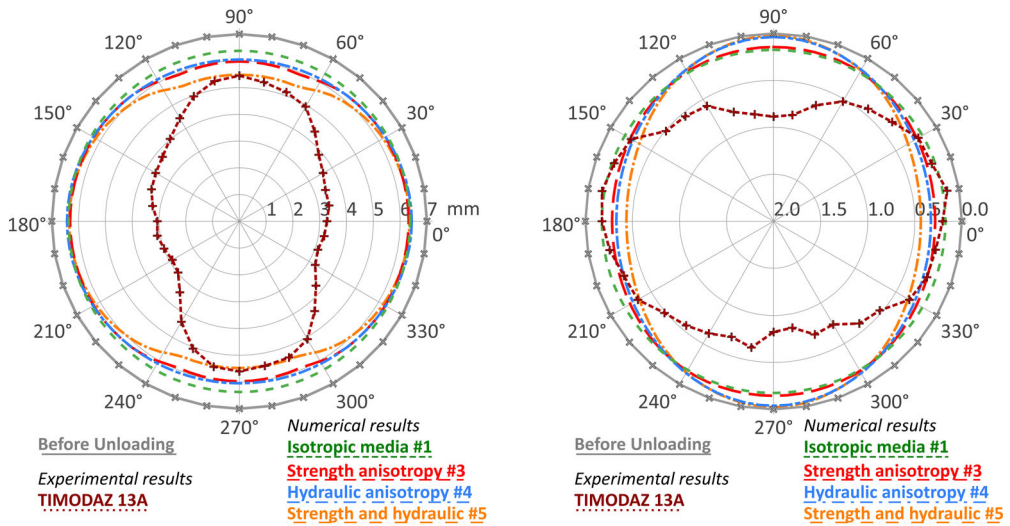 90°
120° 60°
150° 30°
180° 1 2 3 4 5 6 7 mm
0°
210° 330°
240° 300°
270°
Before Unloading
Experimental results
TIMODAZ 13A
Numerical results
Isotropic media #1
Strength anisotropy #3
Hydraulic anisotropy #4
Strength and hydraulic #5
90°
120° 60°
150° 30°
180° 2.0 1.5 1.0 0.5 0.0
0°
210° 330°
240° 300°
270°
Before Unloading
Experimental results
TIMODAZ 13A
Numerical results
Isotropic media #1
Strength anisotropy #3
Hydraulic anisotropy #4
Strength and hydraulic #5